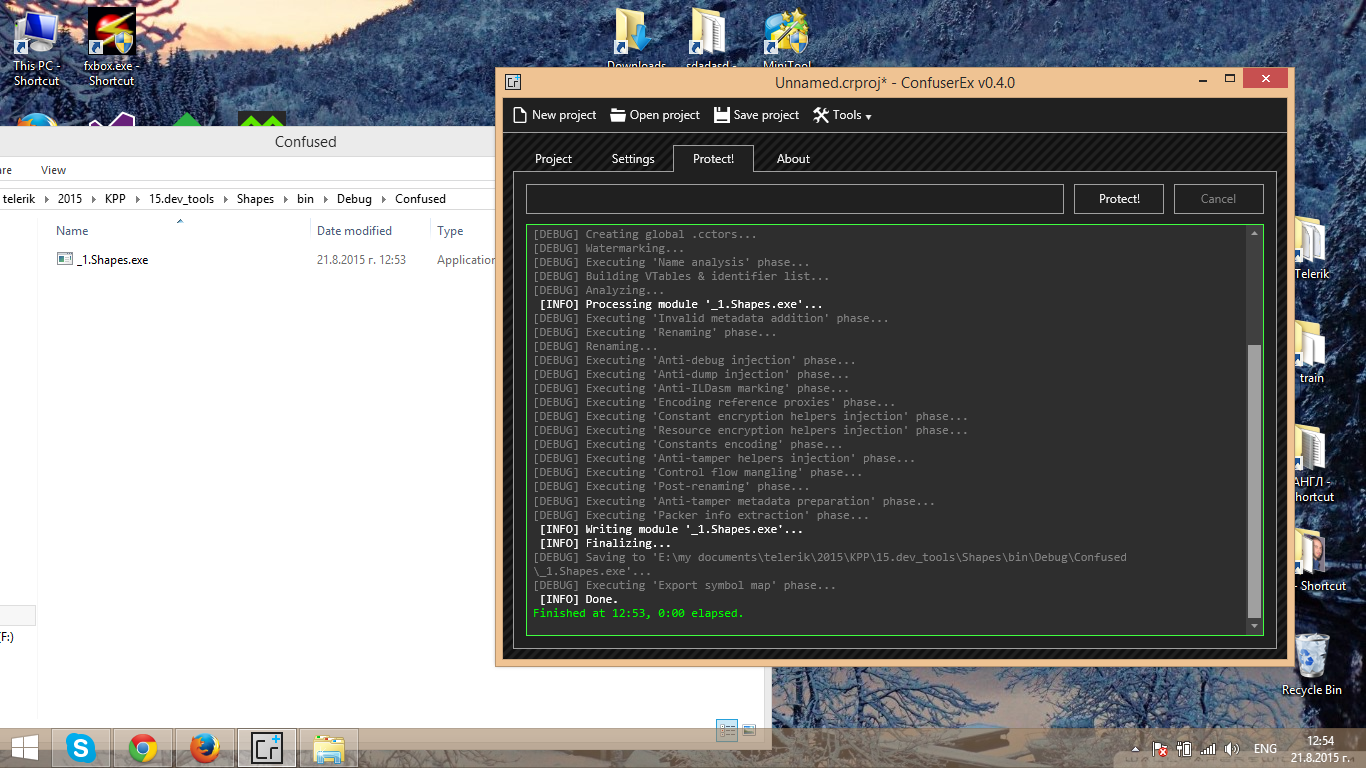 This PC -
Shortcut
fxbox.exe -
Shortcut
Downloads
sdadasd -
MiniTool
Confused
View
telerik
2015
KPP
15.dev_tools
Shapes
bin
Debug
Confused
Name
Date modified
Type
_1.Shapes.exe
21.8.2015 г. 12:53
Application
(F:)
Unnamed.crproj* - ConfuserEx v0.4.0
New project
Open project
Save project
Tools
Project
Settings
Protect!
About
Protect!
Cancel
[DEBUG] Creating global .cctors...
[DEBUG] Watermarking...
[DEBUG] Executing 'Name analysis' phase...
[DEBUG] Building VTables & identifier list...
[DEBUG] Analyzing...
[INFO] Processing module '_1.Shapes.exe'...
[DEBUG] Executing 'Invalid metadata addition' phase...
[DEBUG] Executing 'Renaming' phase...
[DEBUG] Renaming...
[DEBUG] Executing 'Anti-debug injection' phase...
[DEBUG] Executing 'Anti-dump injection' phase...
[DEBUG] Executing 'Anti-ILDasm marking' phase...
[DEBUG] Executing 'Encoding reference proxies' phase...
[DEBUG] Executing 'Constant encryption helpers injection' phase...
[DEBUG] Executing 'Resource encryption helpers injection' phase...
[DEBUG] Executing 'Constants encoding' phase...
[DEBUG] Executing 'Anti-tamper helpers injection' phase...
[DEBUG] Executing 'Control flow mangling' phase...
[DEBUG] Executing 'Post-renaming' phase...
[DEBUG] Executing 'Anti-tamper metadata preparation' phase...
[DEBUG] Executing 'Packer info extraction' phase...
[INFO] Writing module '_1.Shapes.exe'...
[INFO] Finalizing...
[DEBUG] Saving to 'E:\my documents\telerik\2015\KPP\15.dev_tools\Shapes\bin\Debug\Confused
\_1.Shapes.exe'...
[DEBUG] Executing 'Export symbol map' phase...
[INFO] Done.
Finished at 12:53, 0:00 elapsed.
Telerik
train
АНГЛ -
hortcut
- Shortcut
Recycle Bin
ENG
12:54
21.8.2015 г.